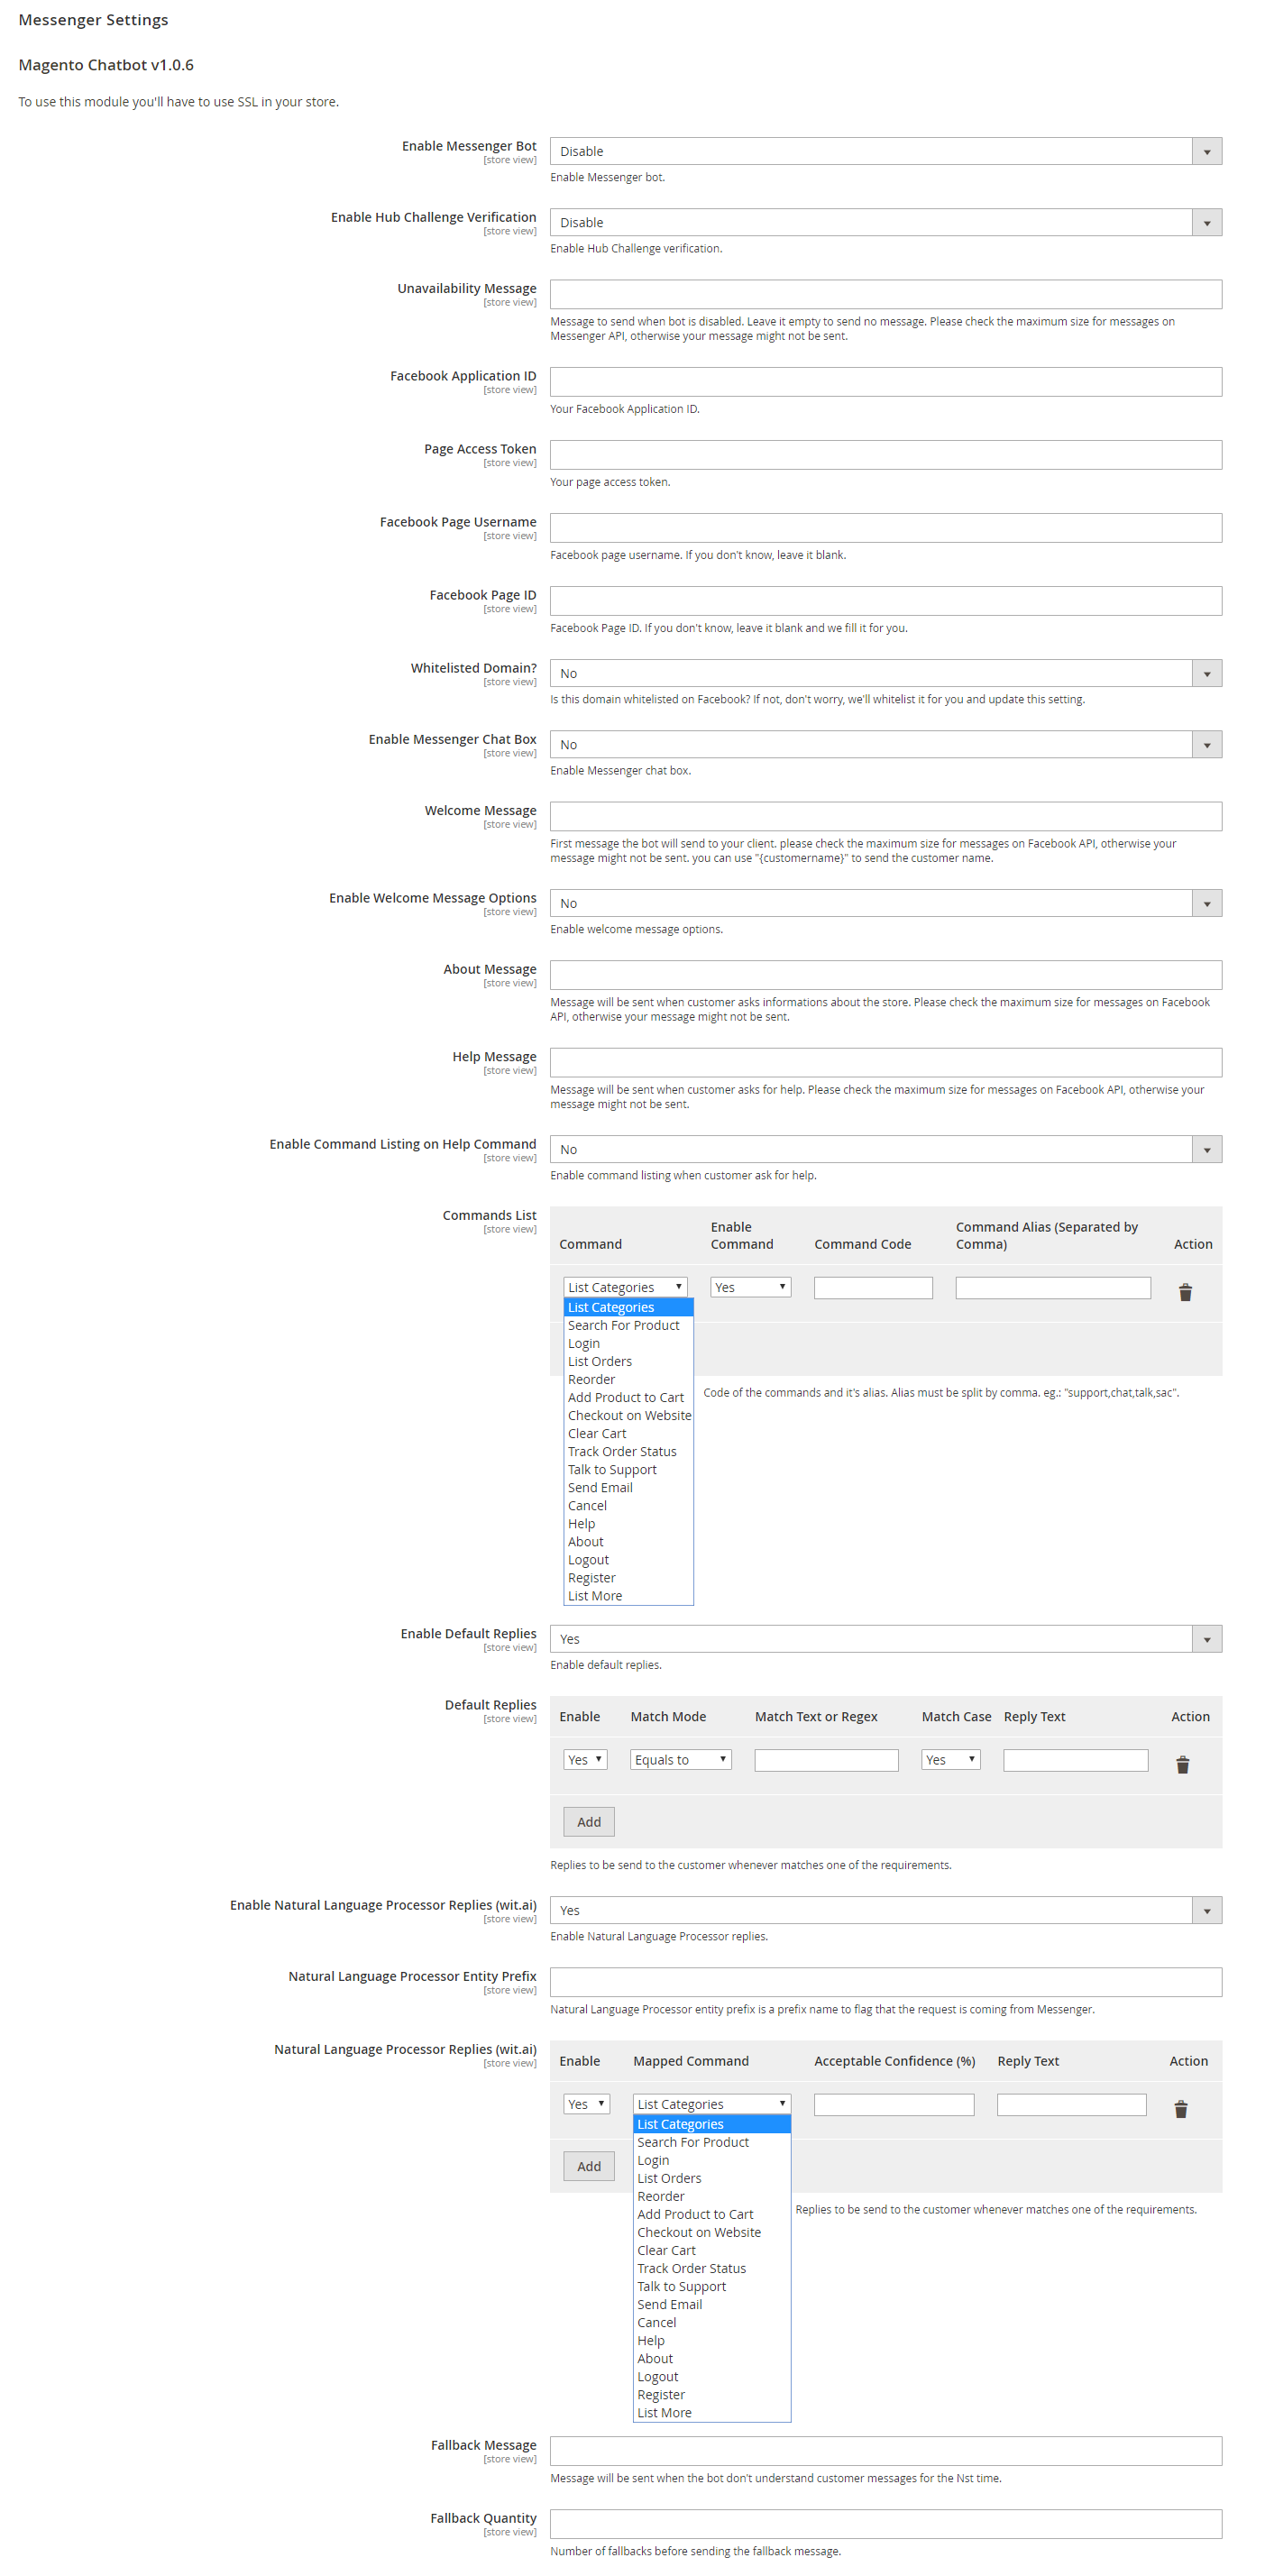 Messenger Settings
Magento Chatbot v1.0.6
To use this module you'll have to use SSL in your store.
Enable Messenger Bot
[store view]
Disable
Enable Messenger bot.
Enable Hub Challenge Verification
[store view]
Disable
Enable Hub Challenge verification.
Unavailability Message
[store view]
Message to send when bot is disabled. Leave it empty to send no message. Please check the maximum size for messages on
Messenger API, otherwise your message might not be sent.
Facebook Application ID
[store view]
Your Facebook Application ID.
Page Access Token
[store view]
Your page access token.
Facebook Page Username
[store view]
Facebook page username. If you don't know, leave it blank.
Facebook Page ID
[store view]
Facebook Page ID. If you don't know, leave it blank and we fill it for you.
Whitelisted Domain?
[store view]
No
Is this domain whitelisted on Facebook? If not, don't worry, we'll whitelist it for you and update this setting.
Enable Messenger Chat Box
[store view]
No
Enable Messenger chat box.
Welcome Message
[store view]
First message the bot will send to your client. please check the maximum size for messages on Facebook API, otherwise your
message might not be sent. you can use "{customername}" to send the customer name.
Enable Welcome Message Options
[store view]
No
Enable welcome message options.
About Message
[store view]
Message will be sent when customer asks informations about the store. Please check the maximum size for messages on Facebook
API, otherwise your message might not be sent.
Help Message
[store view]
Message will be sent when customer asks for help. Please check the maximum size for messages on Facebook API, otherwise your
message might not be sent.
Enable Command Listing on Help Command
[store view]
No
Enable command listing when customer ask for help.
Commands List
[store view]
Command
Enable
Command
Command Code
Command Alias (Separated by
Comma)
Action
List Categories
Yes
List Categories
Search For Product
Login
List Orders
Reorder
Add Product to Cart
Checkout on Website
Clear Cart
Track Order Status
Talk to Support
Send Email
Cancel
Help
About
Logout
Register
List More
Code of the commands and it's alias. Alias must be split by comma. eg.: "support,chat,talk,sac".
Enable Default Replies
[store view]
Yes
Enable default replies.
Default Replies
[store view]
Enable
Match Mode
Match Text or Regex
Match Case
Reply Text
Action
Yes
Equals to
Yes
Add
Replies to be send to the customer whenever matches one of the requirements.
Enable Natural Language Processor Replies (wit.ai)
[store view]
Yes
Enable Natural Language Processor replies.
Natural Language Processor Entity Prefix
[store view]
Natural Language Processor entity prefix is a prefix name to flag that the request is coming from Messenger.
Natural Language Processor Replies (wit.ai)
[store view]
Enable
Mapped Command
Acceptable Confidence (%)
Reply Text
Action
Yes
List Categories
Add
List Categories
Search For Product
Login
List Orders
Reorder
Add Product to Cart
Checkout on Website
Clear Cart
Track Order Status
Talk to Support
Send Email
Cancel
Help
About
Logout
Register
List More
Replies to be send to the customer whenever matches one of the requirements.
Fallback Message
[store view]
Message will be sent when the bot don't understand customer messages for the Nst time.
Fallback Quantity
[store view]
Number of fallbacks before sending the fallback message.